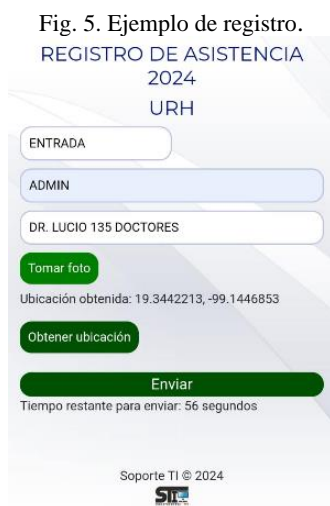 Fig. 5. Ejemplo de registro.
REGISTRO DE ASISTENCIA
2024
URH
ENTRADA
ADMIN
DR. LUCIO 135 DOCTORES
Tomar foto
Ubicación obtenida: 19.3442213, -99.1446853
Obtener ubicación
Enviar
Tiempo restante para enviar: 56 segundos
Soporte TI © 2024